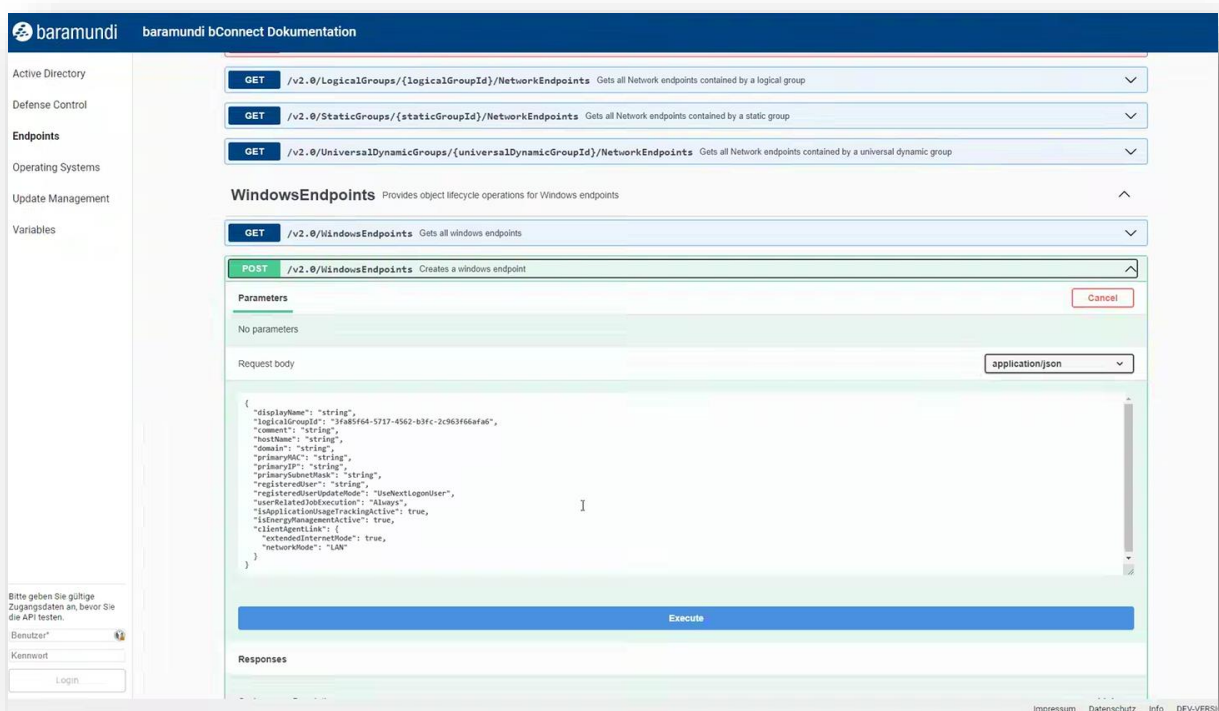 baramundi
baramundi bConnect Dokumentation
Active Directory
Defense Control
Endpoints
Operating Systems
Update Management
Variables
GET /v2.0/LogicalGroups/{logicalGroupId}/NetworkEndpoints Gets all Network endpoints contained by a logical group
GET /v2.0/StaticGroups/{staticGroupId}/NetworkEndpoints Gets all Network endpoints contained by a static group
GET /v2.0/UniversalDynamicGroups/{universalDynamicGroupId}/NetworkEndpoints Gets all Network endpoints contained by a universal dynamic group
WindowsEndpoints Provides object lifecycle operations for Windows endpoints
GET /v2.0/WindowsEndpoints Gets all windows endpoints
POST /v2.0/WindowsEndpoints Creates a windows endpoint
Parameters
Cancel
No parameters
Request body
application/json
{
"displayName": "string",
"logicalGroupId": "3fa85f64-5717-4562-b3fc-2c963f66afa6",
"comment": "string",
"hostName": "string",
"domain": "string",
"primaryMAC": "string",
"primaryIP": "string",
"primarySubnetMask": "string",
"registeredUser": "string",
"registeredUserUpdateMode": "UseNextLogonUser",
"userRelatedJobExecution": "Always",
"isApplicationUsageTrackingActive": true,
"isEnergyManagementActive": true,
"clientAgentLink": {
"extendedInternetMode": true,
"networkMode": "LAN"
}
}
Execute
Responses
Bitte geben Sie gültige
Zugangsdaten an, bevor Sie
die API testen.
Benutzer*
Kennwort
Login
Impressum Datenschutz Info DEV-VERSI